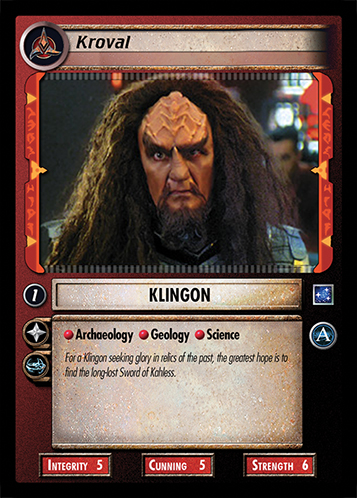 Kroval
1
KLINGON
Archaeology Geology Science
A
For a Klingon seeking glory in relics of the past, the greatest hope is to
find the long-lost Sword of Kahless.
INTEGRITY 5 CUNNING 5 STRENGTH 6